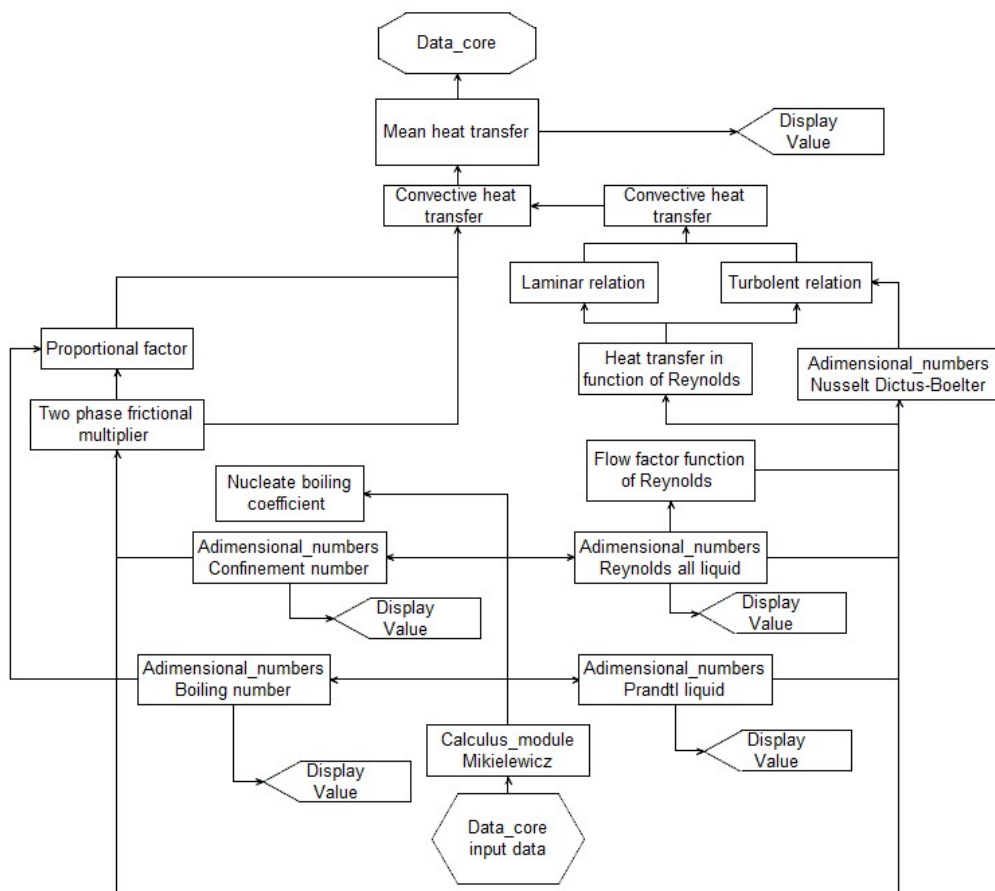 Data_core
Mean heat transfer
Display
Value
Convective heat
transfer
Convective heat
transfer
Laminar relation
Turbolent relation
Proportional factor
Heat transfer in
function of Reynolds
Adimensional_numbers
Nusselt Dictus-Boelter
Two phase frictional
multiplier
Flow factor function
of Reynolds
Nucleate boiling
coefficient
Adimensional_numbers
Confinement number
Adimensional_numbers
Reynolds all liquid
Display
Value
Display
Value
Adimensional_numbers
Boiling number
Adimensional_numbers
Prandtl liquid
Calculus_module
Mikielewicz
Display
Value
Display
Value
Data_core
input data